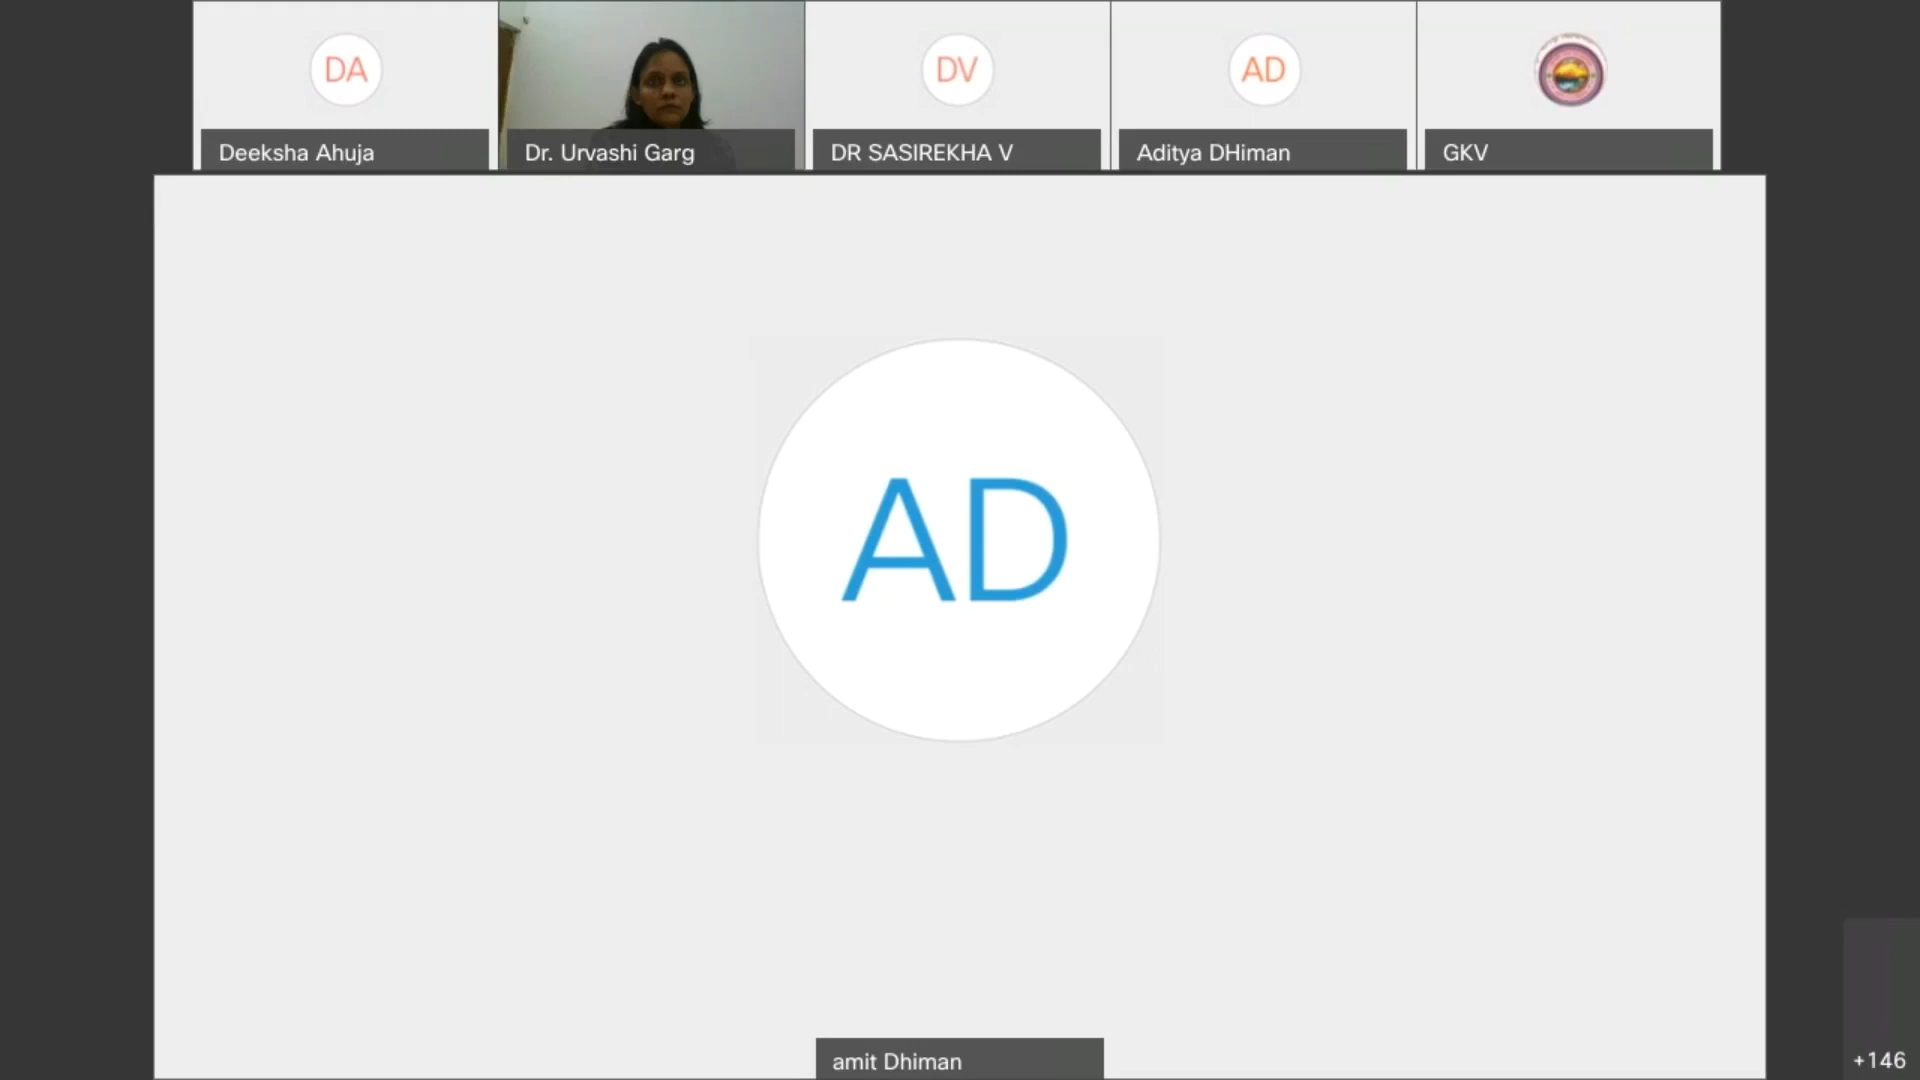 DA
Deeksha Ahuja
Dr. Urvashi Garg
DV
DR SASIREKHA V
AD
Aditya DHiman
GKV
AD
amit Dhiman
+146